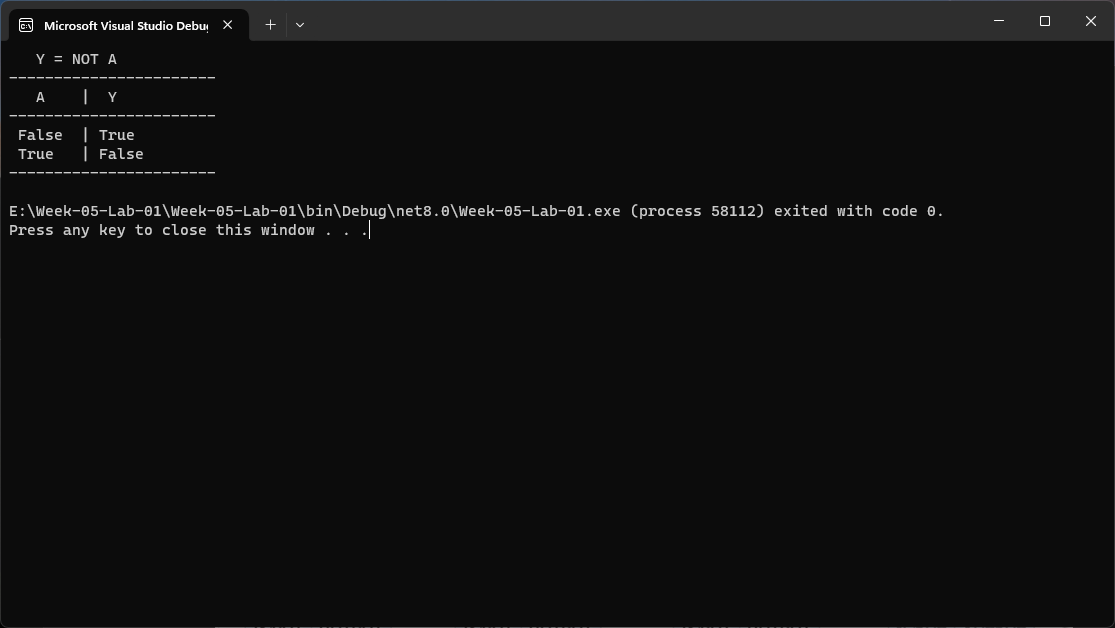 Microsoft Visual Studio Debug
   Y = NOT A
-----------------------
   A    |  Y
-----------------------
 False  | True
 True   | False
-----------------------
E:\Week-05-Lab-01\Week-05-Lab-01\bin\Debug\net8.0\Week-05-Lab-01.exe (process 58112) exited with code 0.
Press any key to close this window . . .